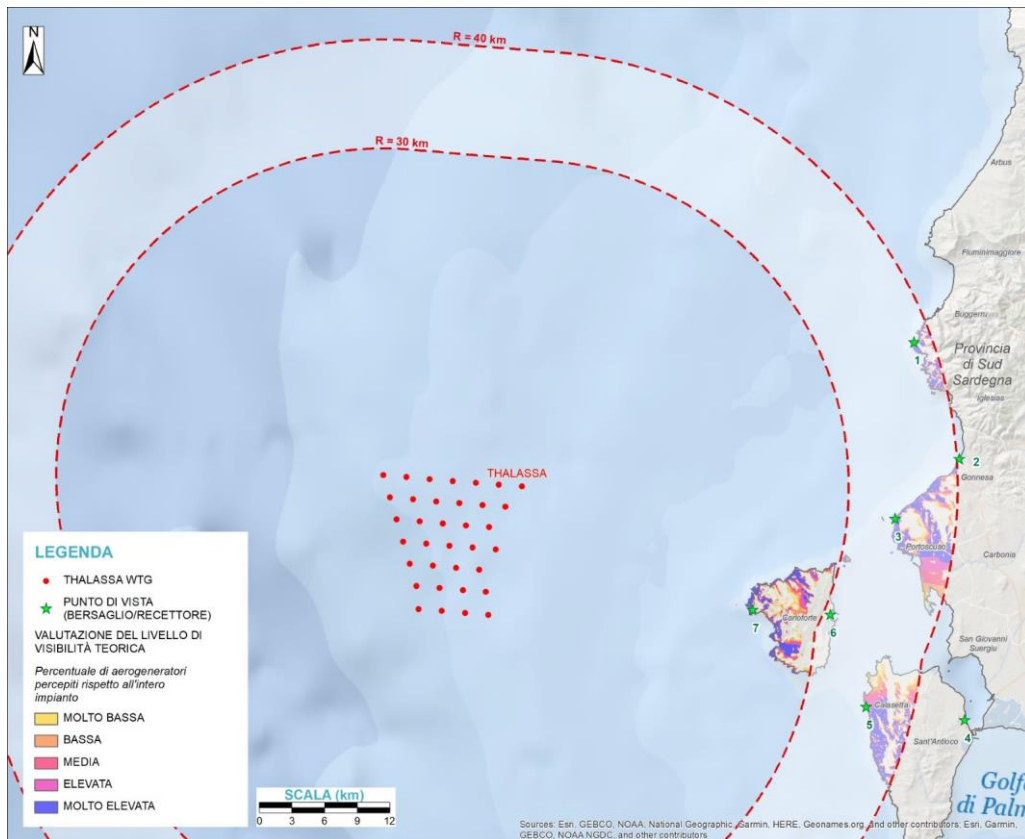 N
R = 40 km
R = 30 km
Arbus
Fluminimaggiore
Buggerru
1
Provincia
di Sud
Sardegna
Iglesias
2
Gonnesa
THALASSA
3
Portoscuso
Carbonia
7
Carloforte
6
San Giovanni
Suergiu
5
Calasetta
4
Sant'Antioco
Golf
di Palm
LEGENDA
THALASSA WTG
PUNTO DI VISTA
(BERSAGLIO/RECETTORE)
VALUTAZIONE DEL LIVELLO DI
VISIBILITÀ TEORICA
Percentuale di aerogeneratori
percepiti rispetto all'intero
impianto
MOLTO BASSA
BASSA
MEDIA
ELEVATA
MOLTO ELEVATA
SCALA (km)
0 3 6 9 12
Sources: Esri, GEBCO, NOAA, National Geographic, Garmin, HERE, Geonames.org, and other contributors; Esri, Garmin,
GEBCO, NOAA NGDC, and other contributors